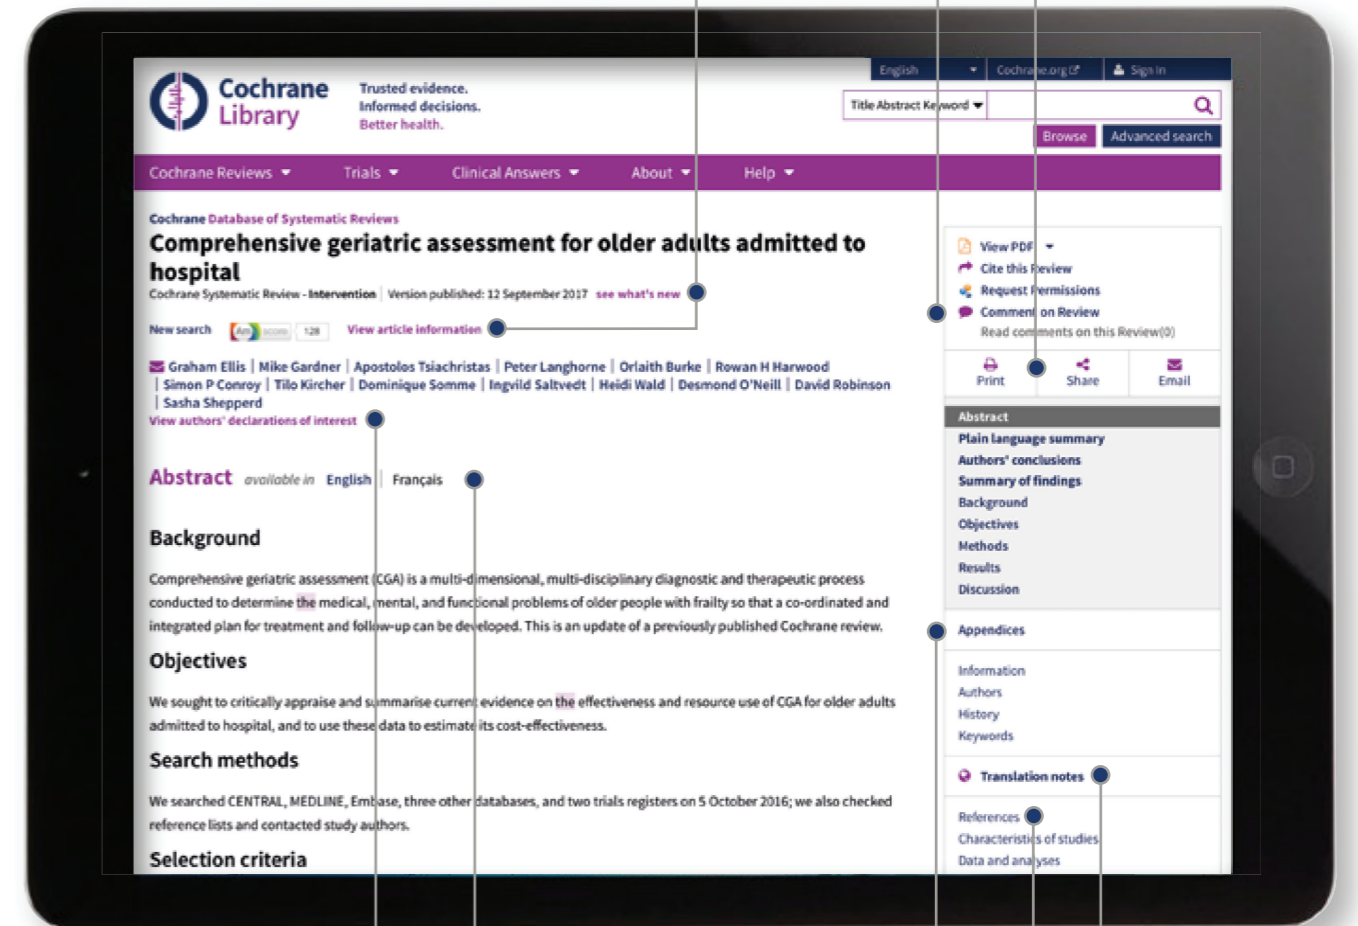 English
Cochrane.org
Sign In
Cochrane
Library
Trusted evidence.
Informed decisions.
Better health.
Title Abstract Keyword
Browse
Advanced search
Cochrane Reviews
Trials
Clinical Answers
About
Help
Cochrane Database of Systematic Reviews
Comprehensive geriatric assessment for older adults admitted to
hospital
Cochrane Systematic Review - Intervention | Version published: 12 September 2017 see what's new
New search Am score 128 View article information
Graham Ellis | Mike Gardner | Apostolos Tsiachristas | Peter Langhorne | Orlaith Burke | Rowan H Harwood
| Simon P Conroy | Tilo Kircher | Dominique Somme | Ingvild Saltvedt | Heidi Wald | Desmond O'Neill | David Robinson
| Sasha Shepperd
View authors' declarations of interest
Abstract available in English | Français
Background
Comprehensive geriatric assessment (CGA) is a multi-dimensional, multi-disciplinary diagnostic and therapeutic process
conducted to determine the medical, mental, and functional problems of older people with frailty so that a co-ordinated and
integrated plan for treatment and follow-up can be developed. This is an update of a previously published Cochrane review.
Objectives
We sought to critically appraise and summarise current evidence on the effectiveness and resource use of CGA for older adults
admitted to hospital, and to use these data to estimate its cost-effectiveness.
Search methods
We searched CENTRAL, MEDLINE, Embase, three other databases, and two trials registers on 5 October 2016; we also checked
reference lists and contacted study authors.
Selection criteria
View PDF
Cite this Review
Request Permissions
Comment on Review
Read comments on this Review(0)
Print
Share
Email
Abstract
Plain language summary
Authors' conclusions
Summary of findings
Background
Objectives
Methods
Results
Discussion
Appendices
Information
Authors
History
Keywords
Translation notes
References
Characteristics of studies
Data and analyses